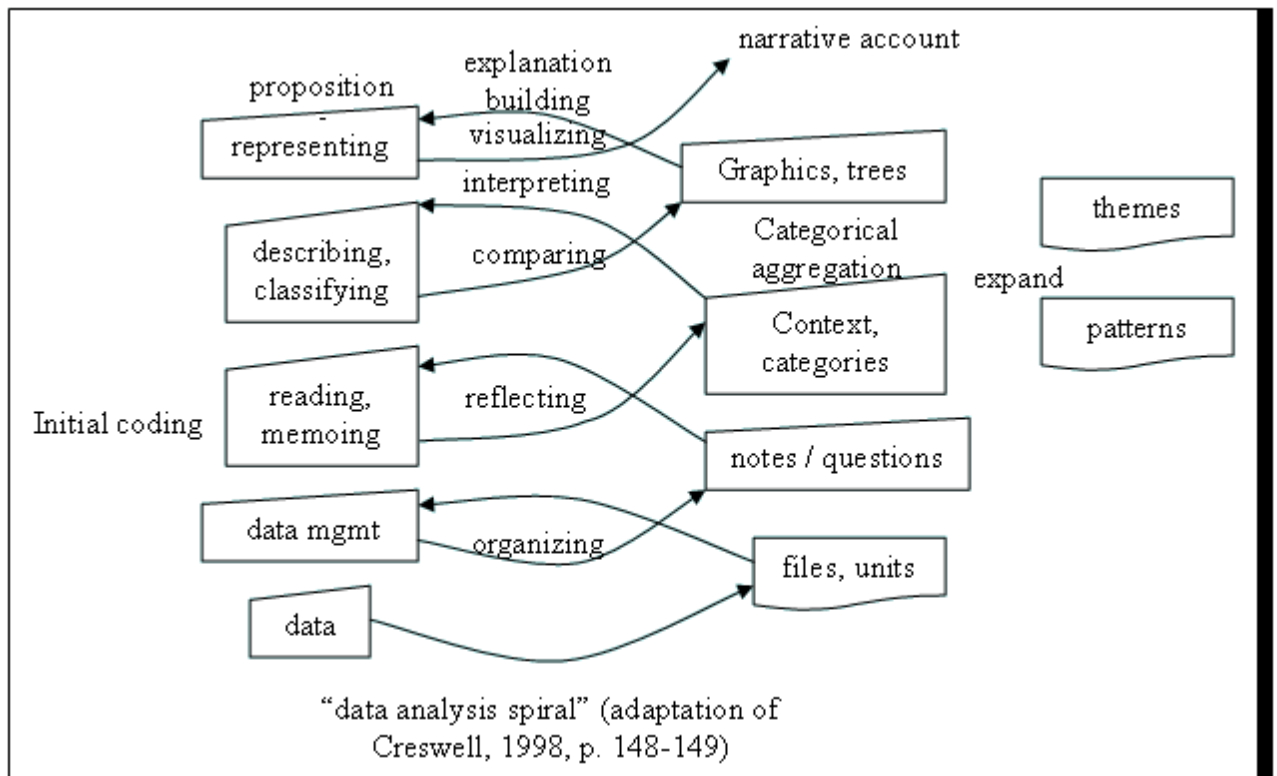 narrative account
explanation
building
visualizing
proposition
-
representing
Graphics, trees
interpreting
themes
describing,
classifying
comparing
Categorical
aggregation
expand
Context,
categories
patterns
Initial coding
reading,
memoing
reflecting
notes / questions
data mgmt
organizing
files, units
data
“data analysis spiral” (adaptation of
Creswell, 1998, p. 148-149)